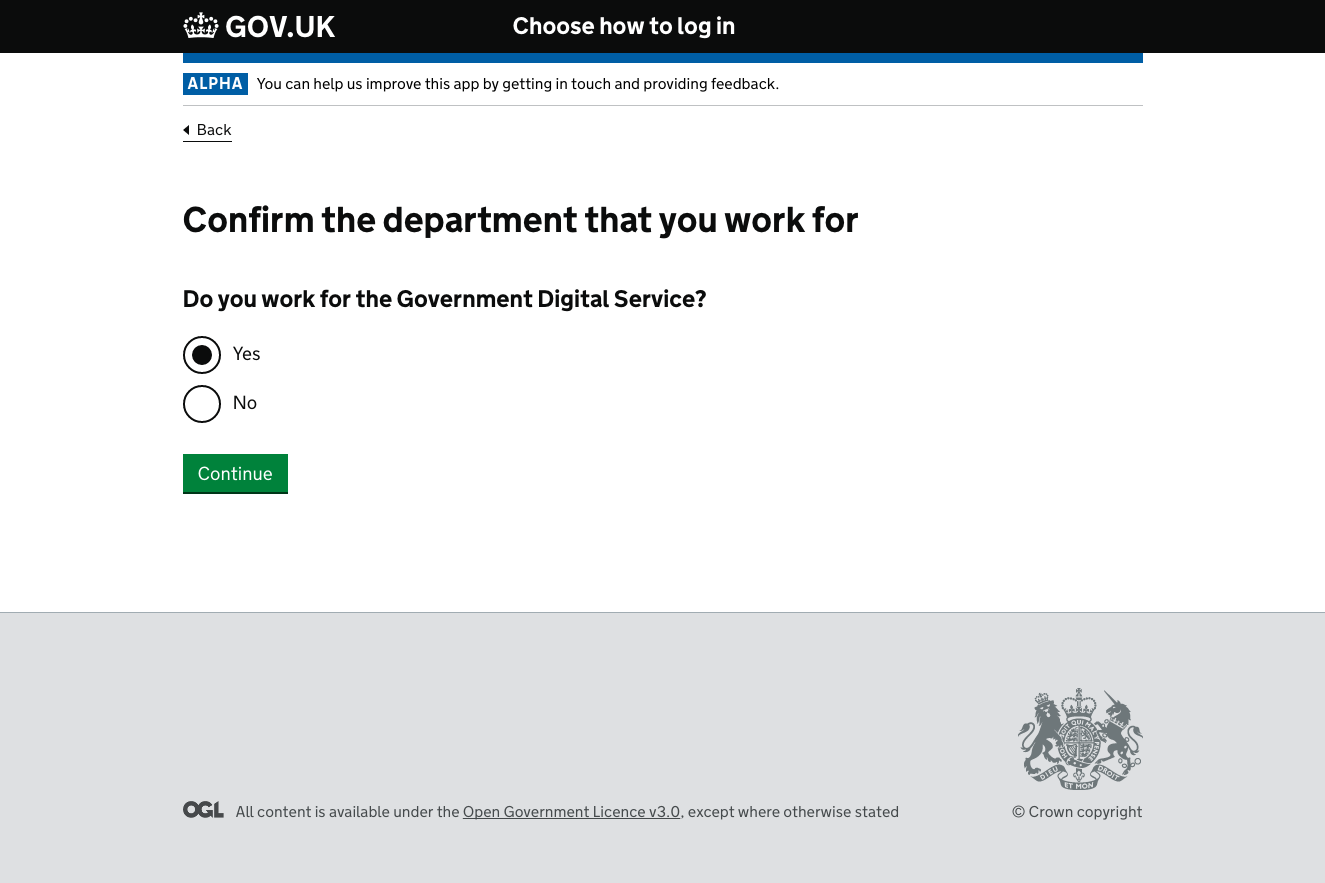 GOV.UK
Choose how to log in
ALPHA You can help us improve this app by getting in touch and providing feedback.
Back
Confirm the department that you work for
Do you work for the Government Digital Service?
Yes
No
Continue
OGL All content is available under the Open Government Licence v3.0, except where otherwise stated
DIEU ET MON DROIT
© Crown copyright